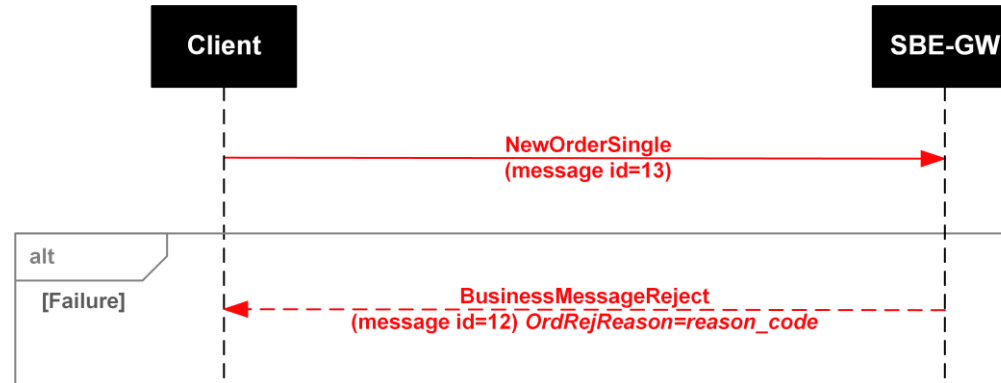 Client
SBE-GW
NewOrderSingle
(message id=13)
alt
[Failure]
BusinessMessageReject
(message id=12) OrdRejReason=reason_code